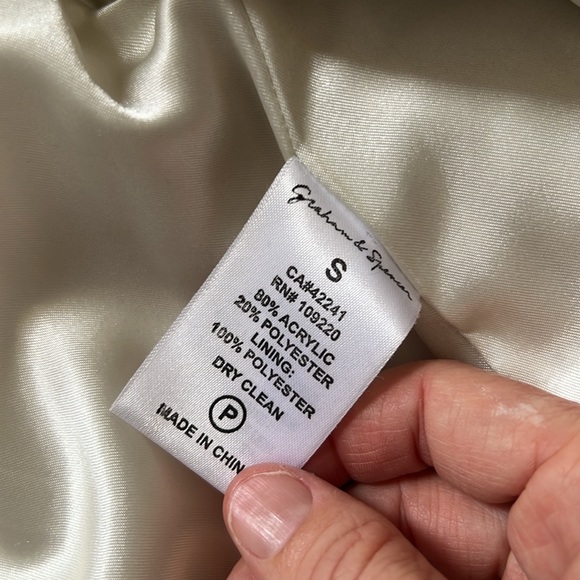 Graham & Spencer
S
CA#42241
RN# 109220
80% ACRYLIC
20% POLYESTER
LINING:
100% POLYESTER
DRY CLEAN
P
MADE IN CHIN